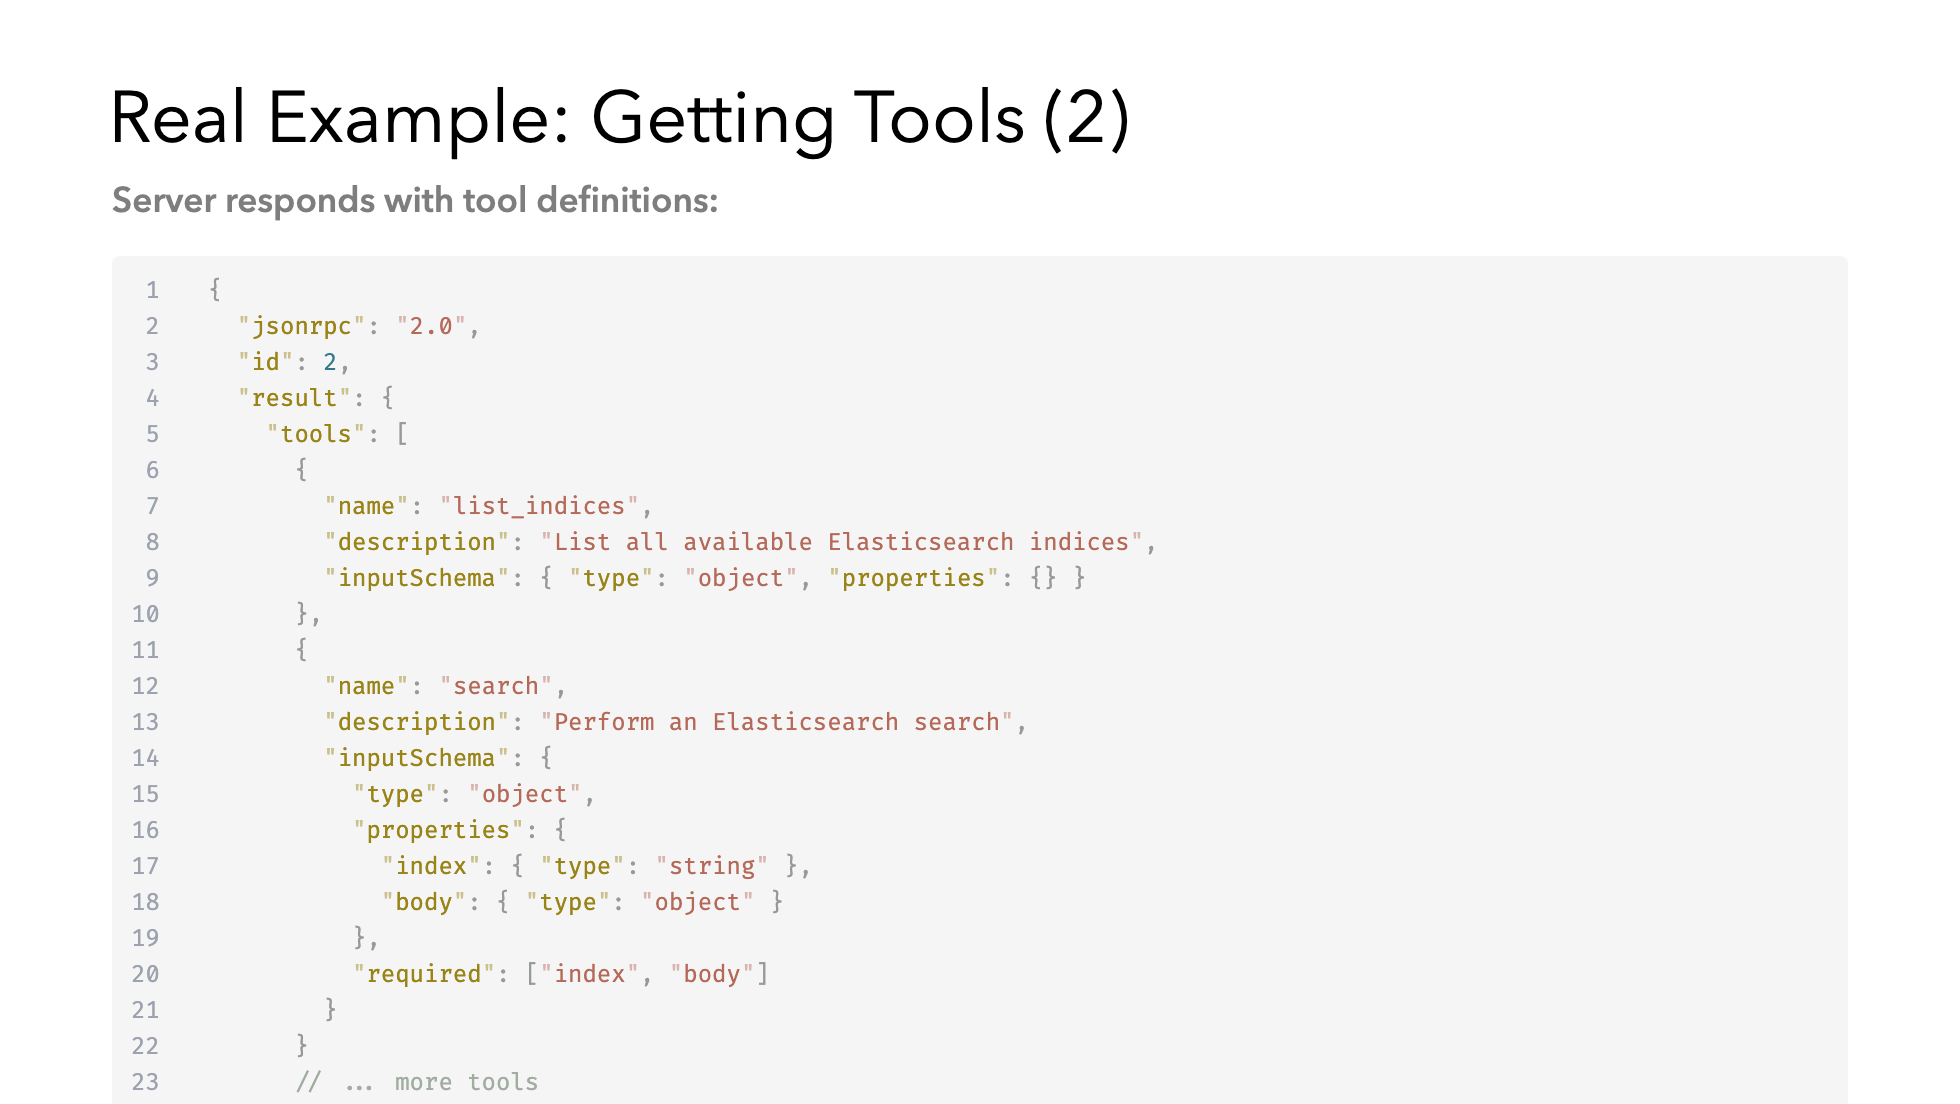 Real Example: Getting Tools (2)
Server responds with tool definitions:
1 {
2 "jsonrpc": "2.0",
3 "id": 2,
4 "result": {
5 "tools": [
6 {
7 "name": "list_indices",
8 "description": "List all available Elasticsearch indices",
9 "inputSchema": { "type": "object", "properties": {} }
10 },
11 {
12 "name": "search",
13 "description": "Perform an Elasticsearch search",
14 "inputSchema": {
15 "type": "object",
16 "properties": {
17 "index": { "type": "string" },
18 "body": { "type": "object" }
19 },
20 "required": ["index", "body"]
21 }
22 }
23 // ... more tools